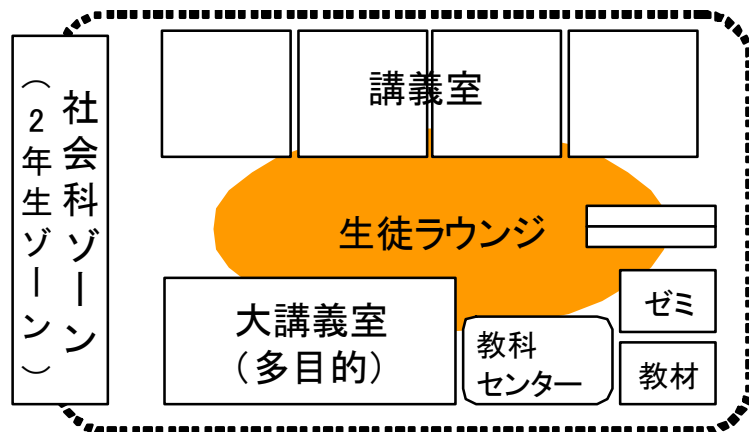 社会科ゾーン
（２年生ゾーン）
講義室
生徒ラウンジ
大講義室
（多目的）
教科
センター
ゼミ
教材